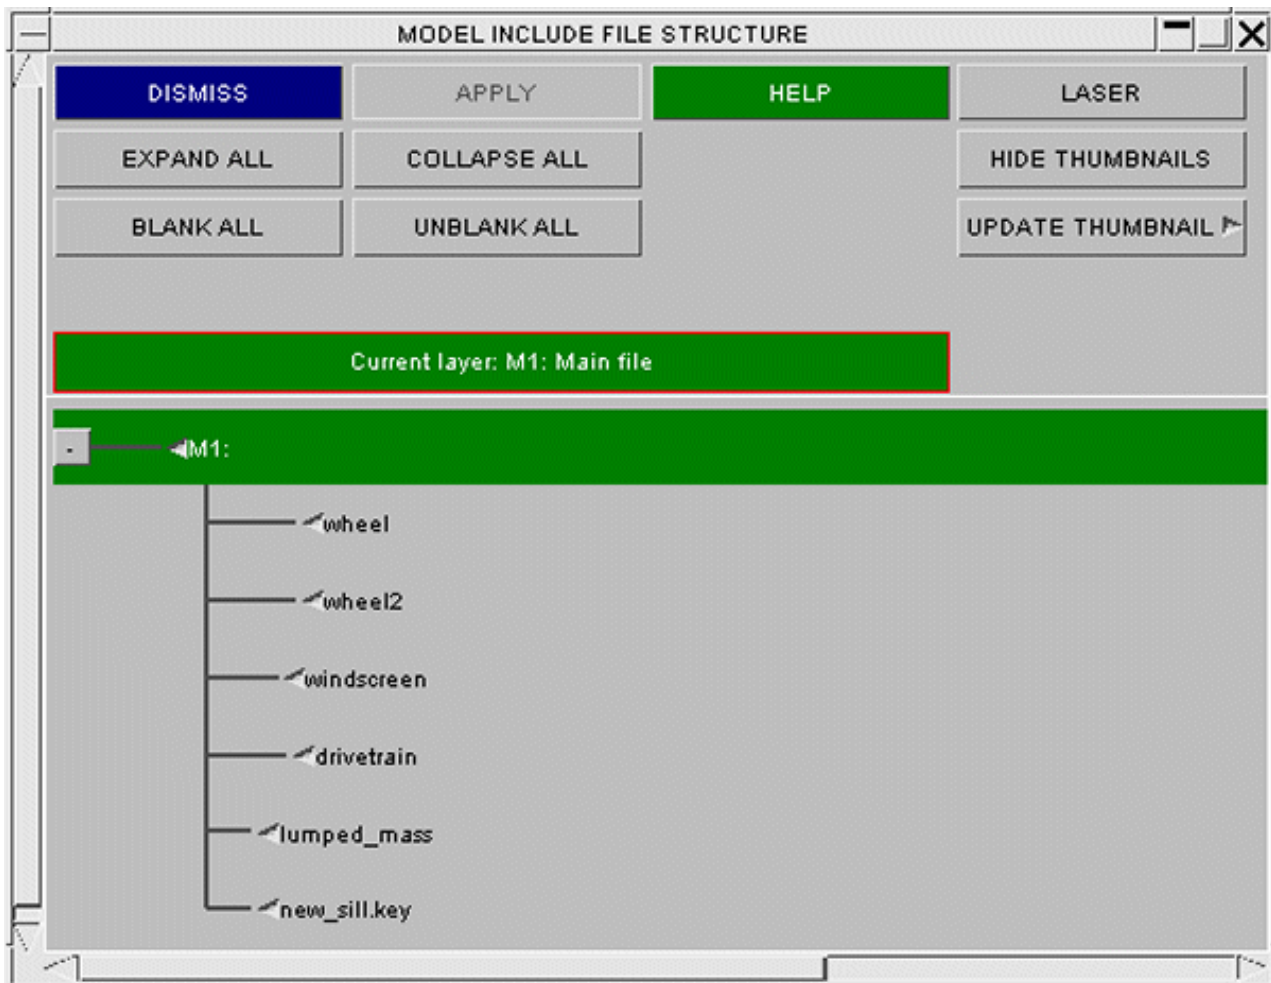 MODEL INCLUDE FILE STRUCTURE
DISMISS APPLY HELP LASER
EXPAND ALL COLLAPSE ALL HIDE THUMBNAILS
BLANK ALL UNBLANK ALL UPDATE THUMBNAIL
Current layer: M1: Main file
- M1:
wheel
wheel2
windscreen
drivetrain
lumped_mass
new_sill.key